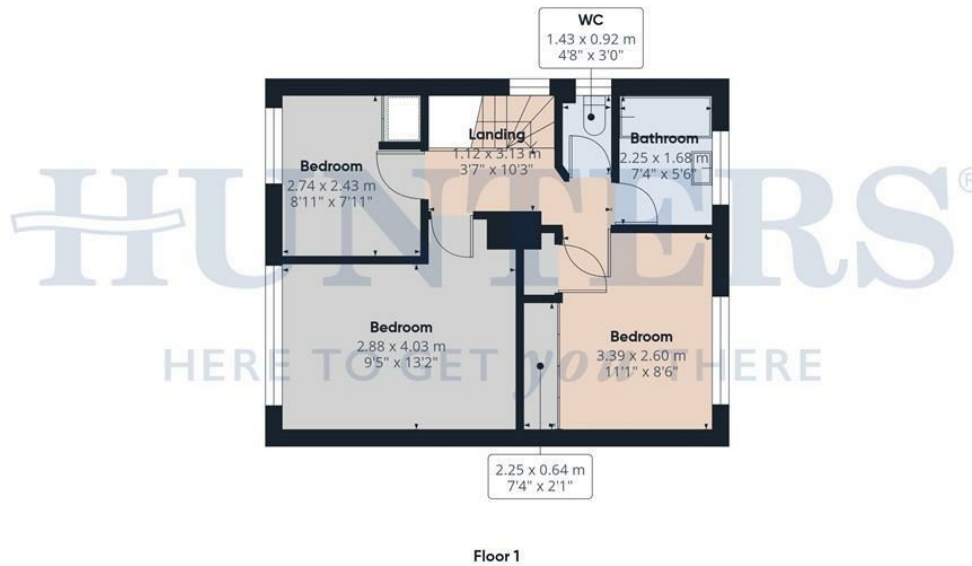 WC
1.43 x 0.92 m
4'8" x 3'0"
Landing
1.12 x 3.13 m
3'7" x 10'3"
Bathroom
2.25 x 1.68 m
7'4" x 5'6"
Bedroom
2.74 x 2.43 m
8'11" x 7'11"
HUNTERS®
Bedroom
2.88 x 4.03 m
9'5" x 13'2"
Bedroom
3.39 x 2.60 m
11'1" x 8'6"
HERE TO GET you THERE
2.25 x 0.64 m
7'4" x 2'1"
Floor 1